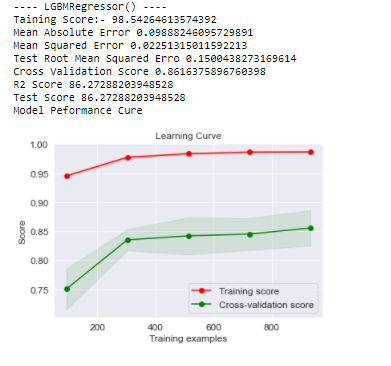 ---- LGBMRegressor() ----
Taining Score:- 98.54264613574392
Mean Absolute Error 0.09888246095729891
Mean Squared Error 0.02251315011592213
Test Root Mean Squared Erro 0.1500438273169614
Cross Validation Score 0.8616375896760398
R2 Score 86.27288203948528
Test Score 86.27288203948528
Model Peformance Cure
Learning Curve
1.00
0.95
0.90
0.85
0.80
0.75
Score
Training score
Cross-validation score
200
400
600
800
Training examples